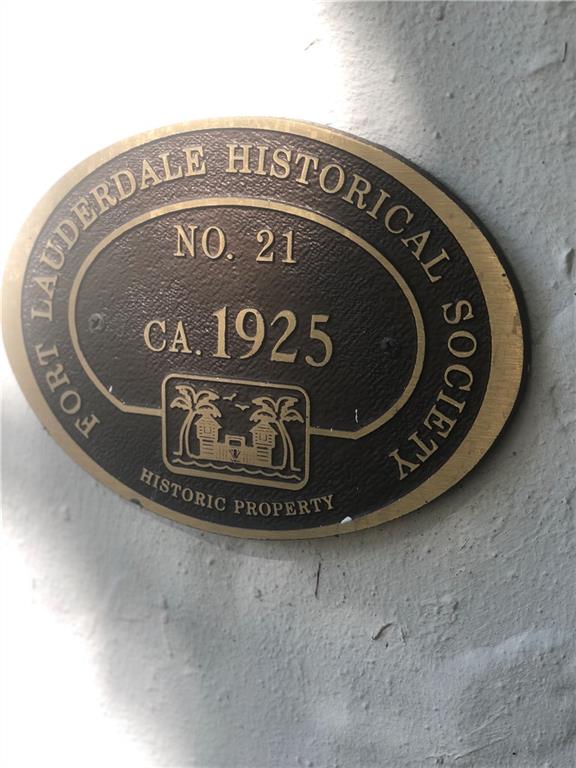 FORT LAUDERDALE HISTORICAL SOCIETY
NO. 21
CA. 1925
HISTORIC PROPERTY